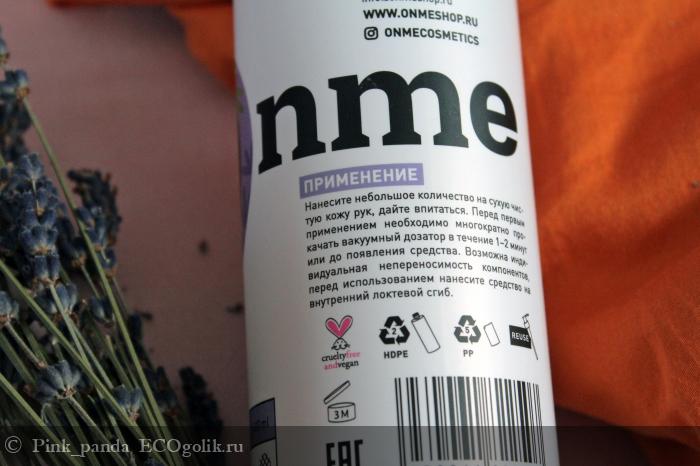 WWW.ONMESHOP.RU
ONMECOSMETICS
nme
ПРИМЕНЕНИЕ
Нанесите небольшое количество на сухую чис-
тую кожу рук, дайте впитаться. Перед первым
применением необходимо многократно про-
качать вакуумный дозатор в течение 1-2 минут
или до появления средства. Возможна инди-
видуальная непереносимость компонентов,
перед использованием нанесите средство на
внутренний локтевой сгиб.
crueltyfree
andvegan
2
HDPE
5
PP
REUSE
3M
EAC
© Pink_panda ECOgolik.ru